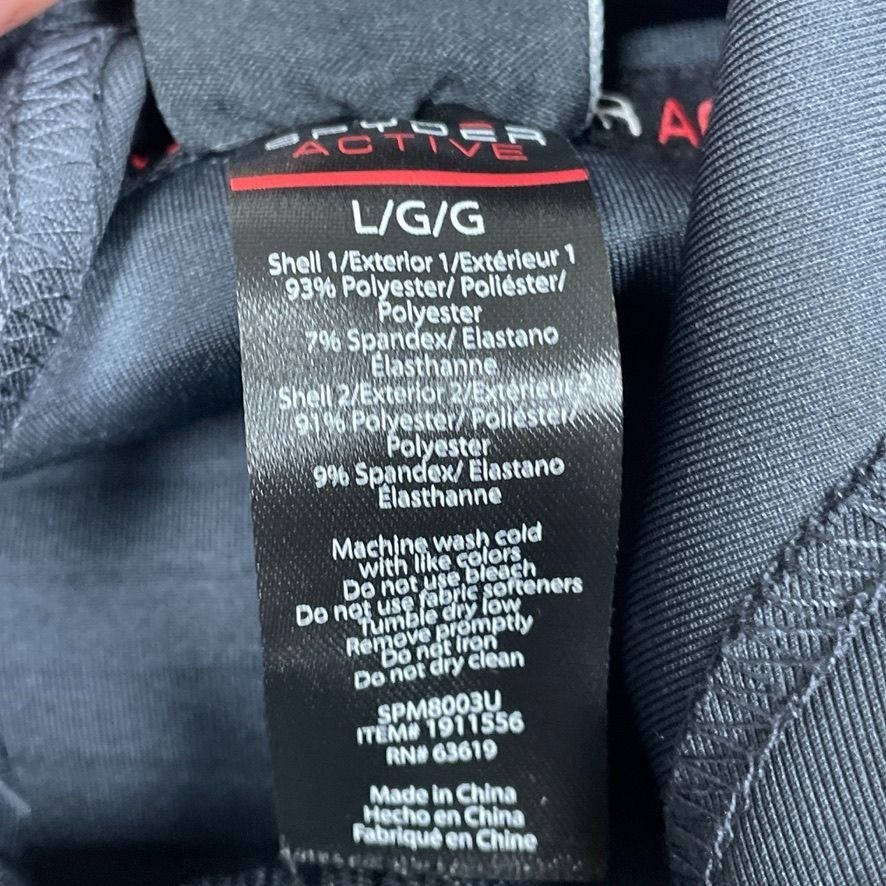 SPYDER
ACTIVE
L/G/G
Shell 1/Exterior 1/Extérieur 1
93% Polyester/ Poliéster/
Polyester
7% Spandex/ Elastano
Élasthanne
Shell 2/Exterior 2/Extérieur 2
91% Polyester/ Poliéster/
Polyester
9% Spandex/ Elastano
Élasthanne
Machine wash cold
with like colors
Do not use bleach
Do not use fabric softeners
Tumble dry low
Remove promptly
Do not iron
Do not dry clean
SPM8003U
ITEM# 1911556
RN# 63619
Made in China
Hecho en China
Fabriqué en Chine